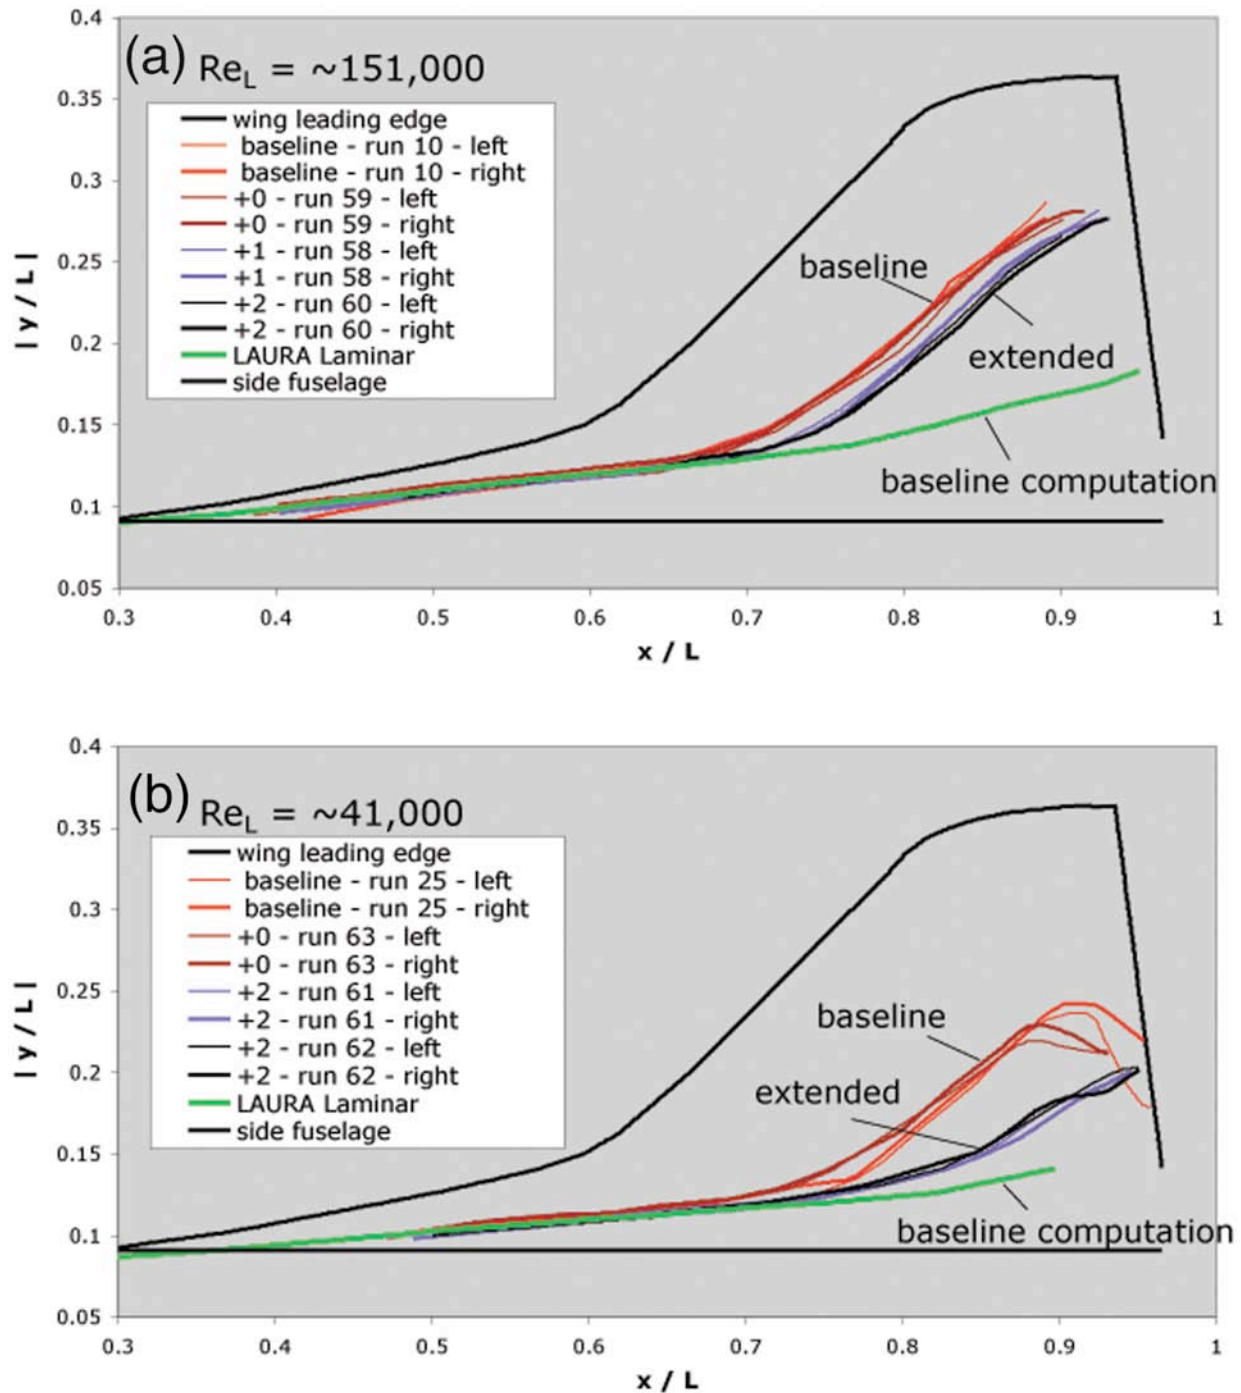 0.4
(a) Re_L = ~151,000
0.35
wing leading edge
baseline - run 10 - left
baseline - run 10 - right
+0 - run 59 - left
+0 - run 59 - right
+1 - run 58 - left
+1 - run 58 - right
+2 - run 60 - left
+2 - run 60 - right
LAURA Laminar
side fuselage
0.3
0.25
0.2
0.15
0.1
0.05
| y / L |
baseline
extended
baseline computation
0.3 0.4 0.5 0.6 0.7 0.8 0.9 1
x / L
0.4
(b) Re_L = ~41,000
0.35
wing leading edge
baseline - run 25 - left
baseline - run 25 - right
+0 - run 63 - left
+0 - run 63 - right
+2 - run 61 - left
+2 - run 61 - right
+2 - run 62 - left
+2 - run 62 - right
LAURA Laminar
side fuselage
0.3
0.25
0.2
0.15
0.1
0.05
| y / L |
baseline
extended
baseline computation
0.3 0.4 0.5 0.6 0.7 0.8 0.9 1
x / L